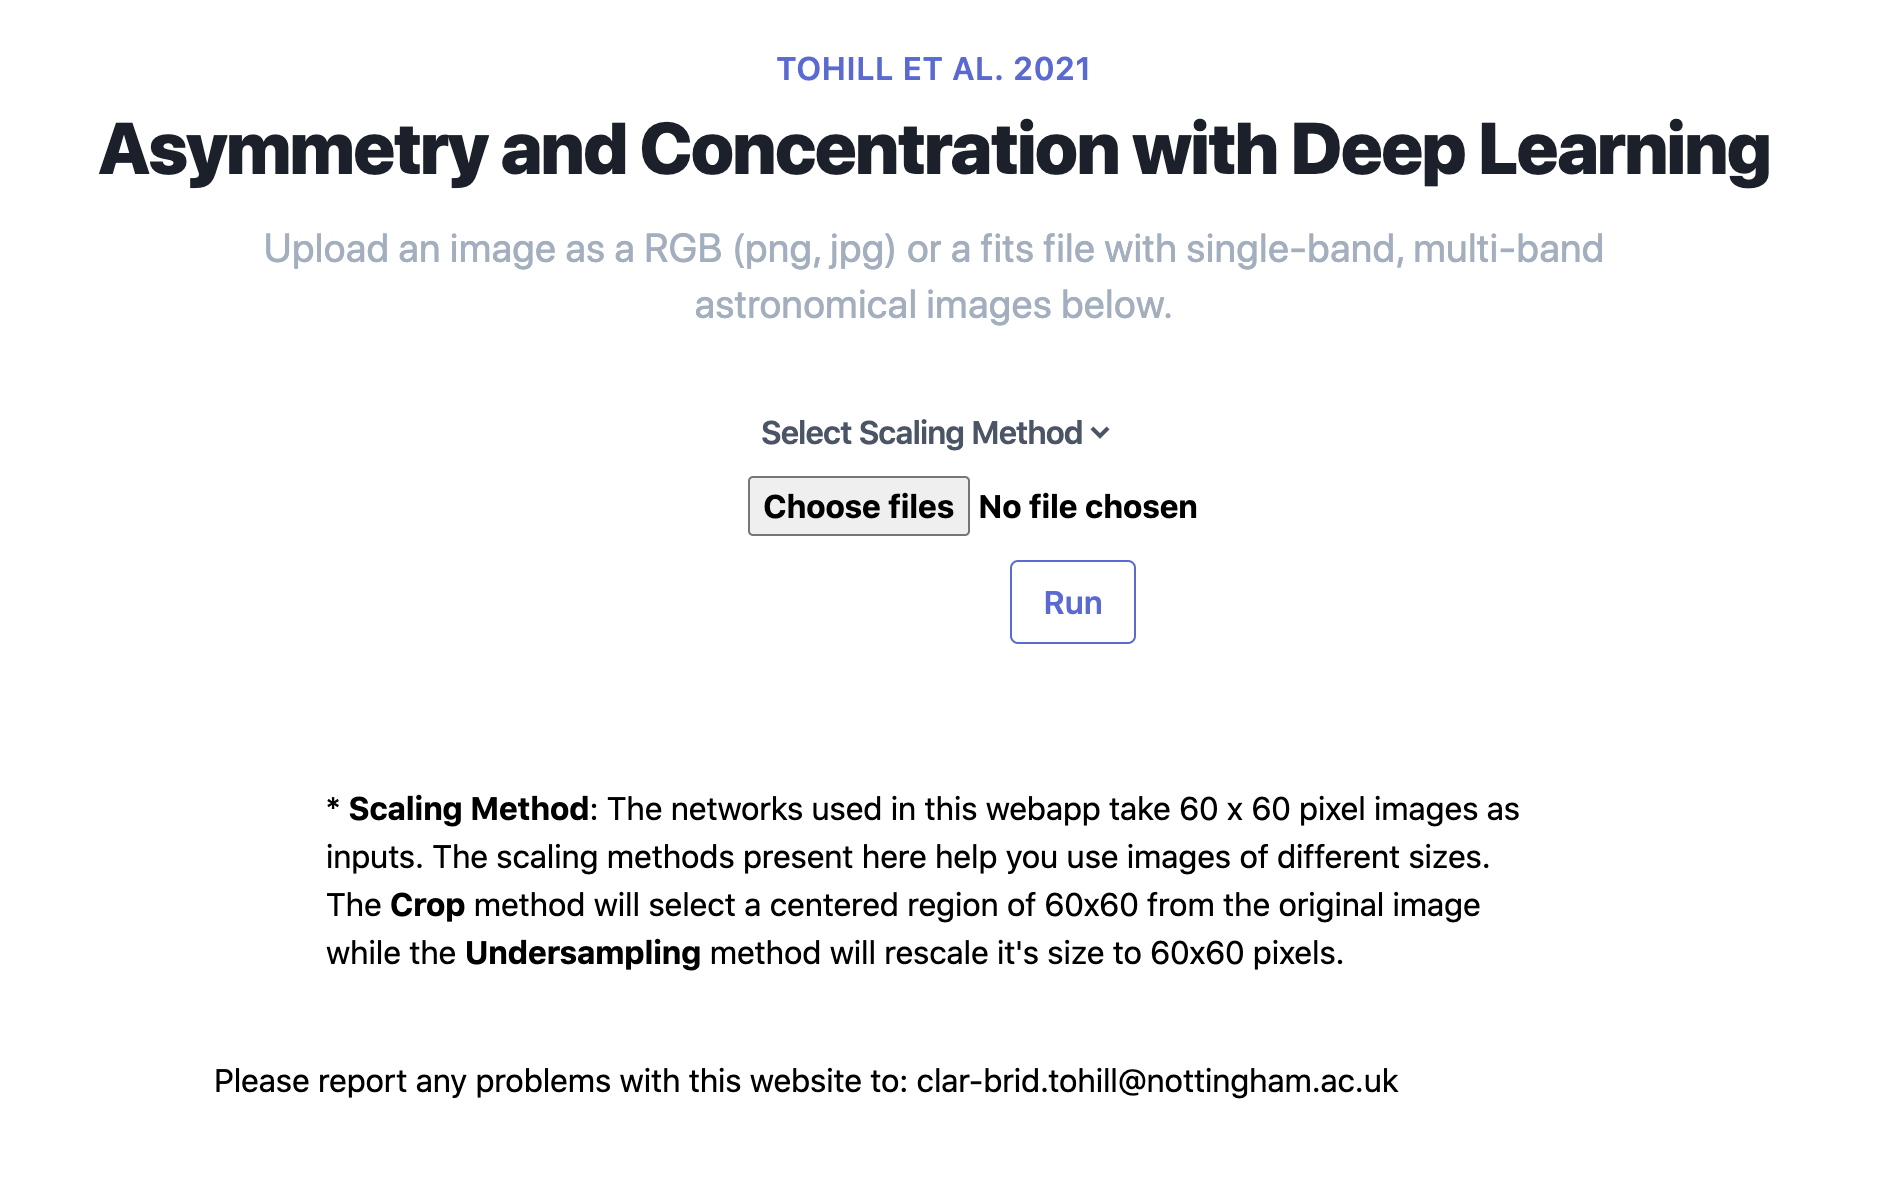 TOHILL ET AL. 2021
Asymmetry and Concentration with Deep Learning
Upload an image as a RGB (png, jpg) or a fits file with single-band, multi-band
astronomical images below.
Select Scaling Method
Choose files No file chosen
Run
* Scaling Method: The networks used in this webapp take 60 x 60 pixel images as
inputs. The scaling methods present here help you use images of different sizes.
The Crop method will select a centered region of 60x60 from the original image
while the Undersampling method will rescale it's size to 60x60 pixels.
Please report any problems with this website to: clar-brid.tohill@nottingham.ac.uk